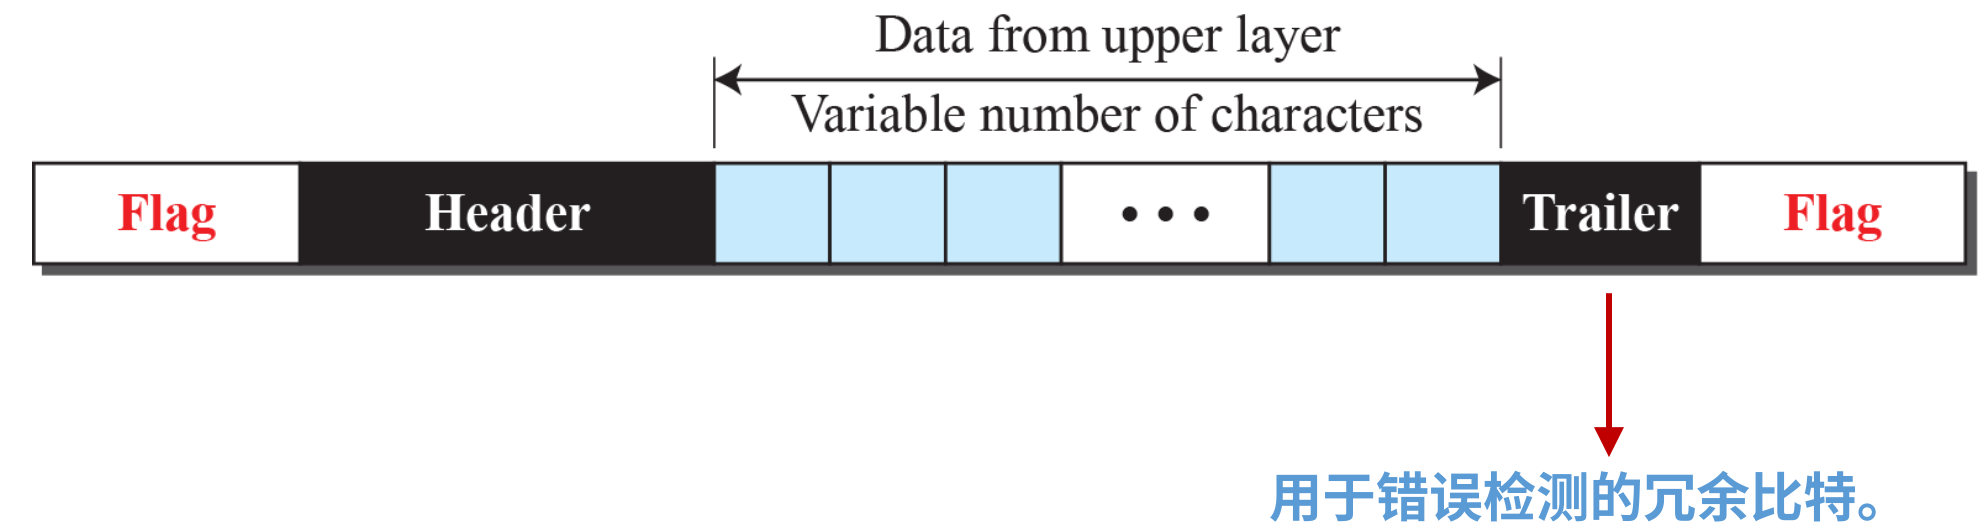 Data from upper layer
Variable number of characters
Flag Header • • • Trailer Flag
用于错误检测的冗余比特。